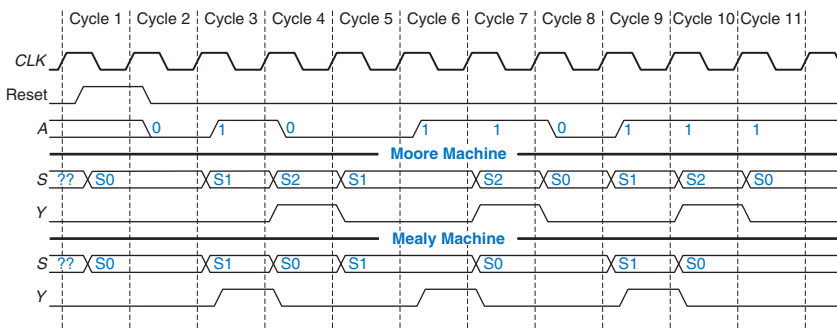 Cycle 1 Cycle 2 Cycle 3 Cycle 4 Cycle 5 Cycle 6 Cycle 7 Cycle 8 Cycle 9 Cycle 10 Cycle 11
CLK
Reset
A 0 1 0 1 1 0 1 1 1
Moore Machine
S ?? S0 S1 S2 S1 S2 S0 S1 S2 S0
Y
Mealy Machine
S ?? S0 S1 S0 S1 S0 S1 S0
Y